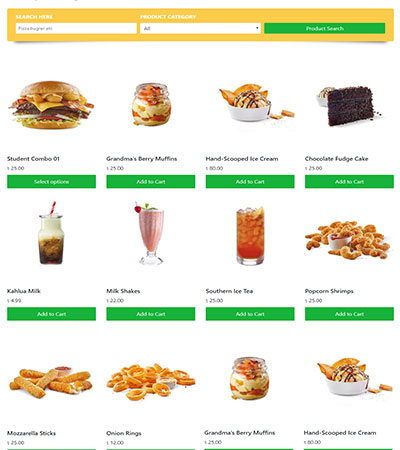 SEARCH HERE PRODUCT CATEGORY
All Product Search
Student Combo 01 Grandma's Berry Muffins Hand-Scooped Ice Cream Chocolate Fudge Cake
৳ 25.00 ৳ 25.00 ৳ 80.00 ৳ 25.00
Select options Add to Cart Add to Cart Add to Cart
Kahlua Milk Milk Shakes Southern Ice Tea Popcorn Shrimps
৳ 4.99 ৳ 22.00 ৳ 25.00 ৳ 25.00
Add to Cart Add to Cart Add to Cart Add to Cart
Mozzarella Sticks Onion Rings Grandma's Berry Muffins Hand-Scooped Ice Cream
৳ 25.00 ৳ 12.00 ৳ 25.00 ৳ 80.00